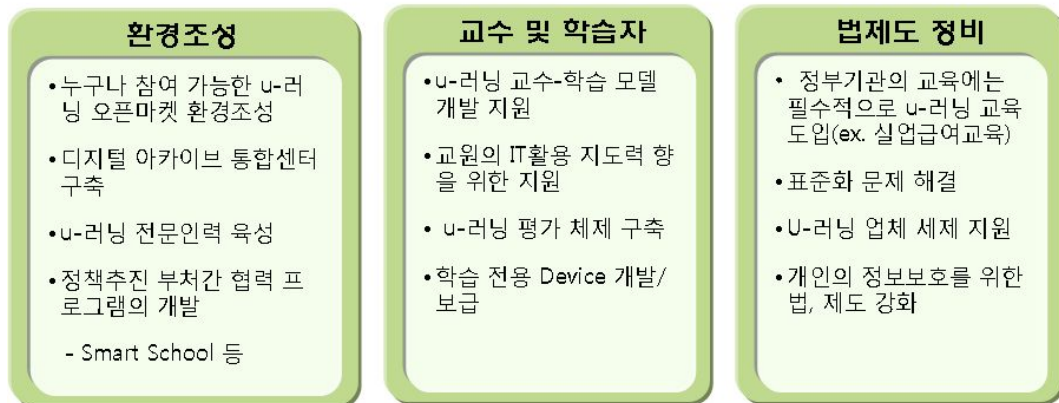 환경조성
•누구나 참여 가능한 u-러
닝 오픈마켓 환경조성
•디지털 아카이브 통합센터
구축
•u-러닝 전문인력 육성
•정책추진 부처간 협력 프
로그램의 개발
- Smart School 등
교수 및 학습자
•u-러닝 교수-학습 모델
개발 지원
•교원의 IT활용 지도력 향
을 위한 지원
• u-러닝 평가 체제 구축
•학습 전용 Device 개발/
보급
법제도 정비
• 정부기관의 교육에는
필수적으로 u-러닝 교육
도입(ex. 실업급여교육)
•표준화 문제 해결
•U-러닝 업체 세제 지원
•개인의 정보보호를 위한
법, 제도 강화